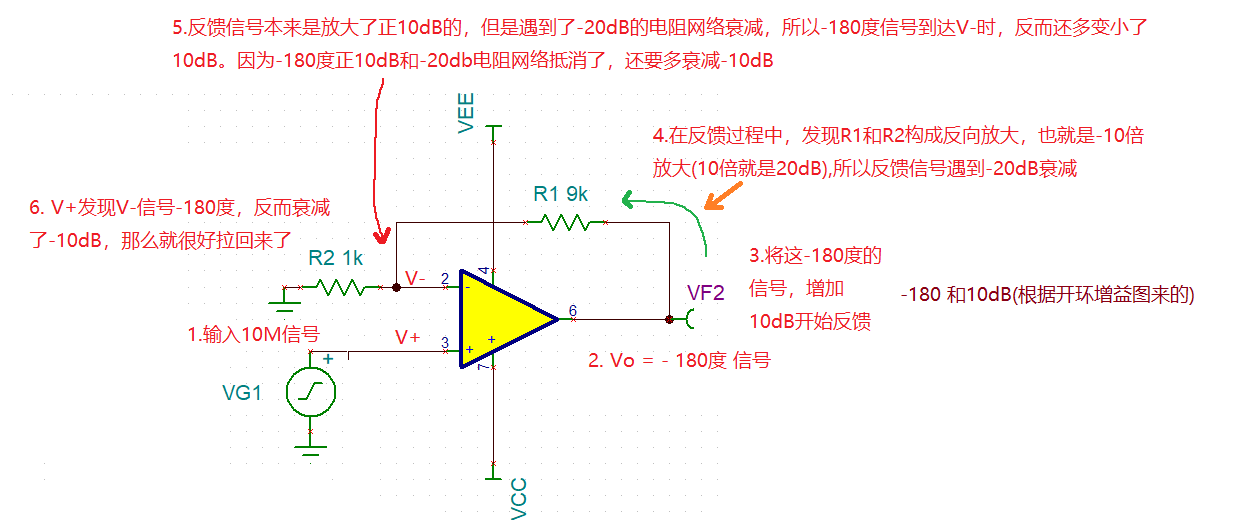 5.反馈信号本来是放大了正10dB的，但是遇到了-20dB的电阻网络衰减，所以-180度信号到达V-时，反而还多变小了
10dB。因为-180度正10dB和-20db电阻网络抵消了，还要多衰减-10dB
VEE
4.在反馈过程中，发现R1和R2构成反向放大，也就是-10倍
放大(10倍就是20dB),所以反馈信号遇到-20dB衰减
R1 9k
6. V+发现V-信号-180度，反而衰减
了-10dB，那么就很好拉回来了
R2 1k
V-
2
4
-
3.将这-180度的
信号，增加
10dB开始反馈
VF2
-180 和10dB(根据开环增益图来的)
6
1.输入10M信号
V+
3
+
+
7
2. Vo = - 180度 信号
+
VG1
VCC